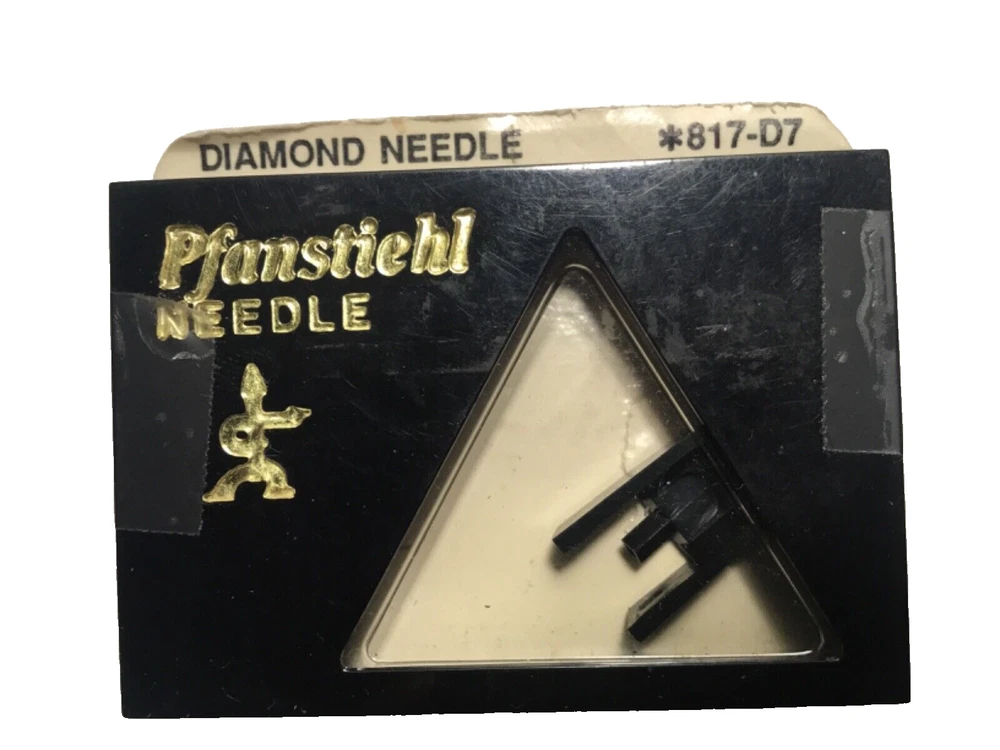 DIAMOND NEEDLE *817-D7
Pfanstiehl
NEEDLE